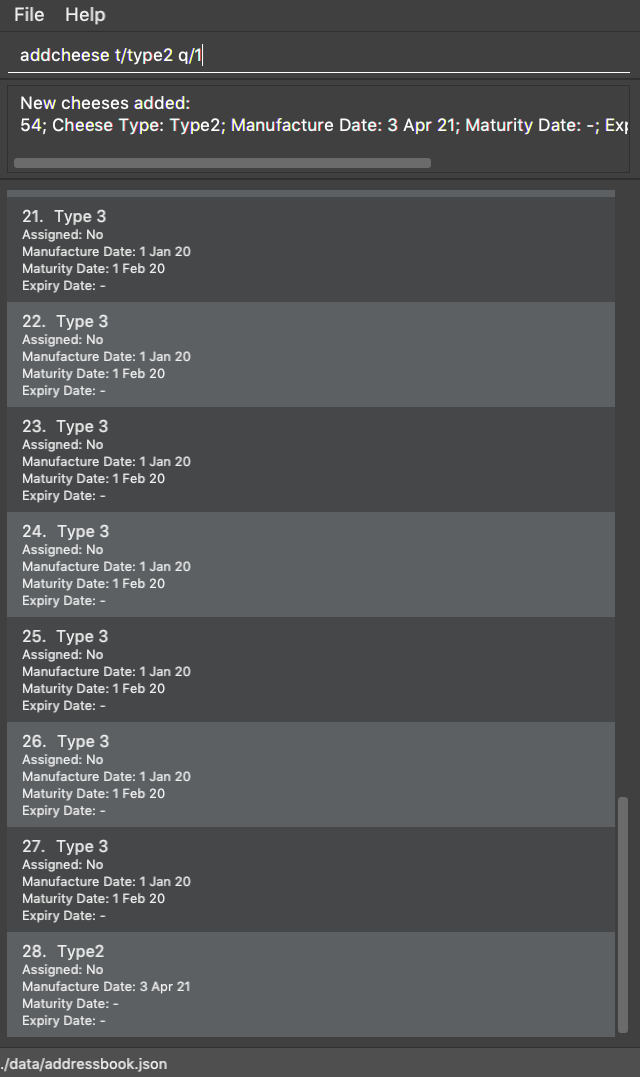 File Help
addcheese t/type2 q/1
New cheeses added:
54; Cheese Type: Type2; Manufacture Date: 3 Apr 21; Maturity Date: -;
21. Type 3
Assigned: No
Manufacture Date: 1 Jan 20
Maturity Date: 1 Feb 20
Expiry Date: -
22. Type 3
Assigned: No
Manufacture Date: 1 Jan 20
Maturity Date: 1 Feb 20
Expiry Date: -
23. Type 3
Assigned: No
Manufacture Date: 1 Jan 20
Maturity Date: 1 Feb 20
Expiry Date: -
24. Type 3
Assigned: No
Manufacture Date: 1 Jan 20
Maturity Date: 1 Feb 20
Expiry Date: -
25. Type 3
Assigned: No
Manufacture Date: 1 Jan 20
Maturity Date: 1 Feb 20
Expiry Date: -
26. Type 3
Assigned: No
Manufacture Date: 1 Jan 20
Maturity Date: 1 Feb 20
Expiry Date: -
27. Type 3
Assigned: No
Manufacture Date: 1 Jan 20
Maturity Date: 1 Feb 20
Expiry Date: -
28. Type2
Assigned: No
Manufacture Date: 3 Apr 21
Maturity Date: -
Expiry Date: -
./data/addressbook.json